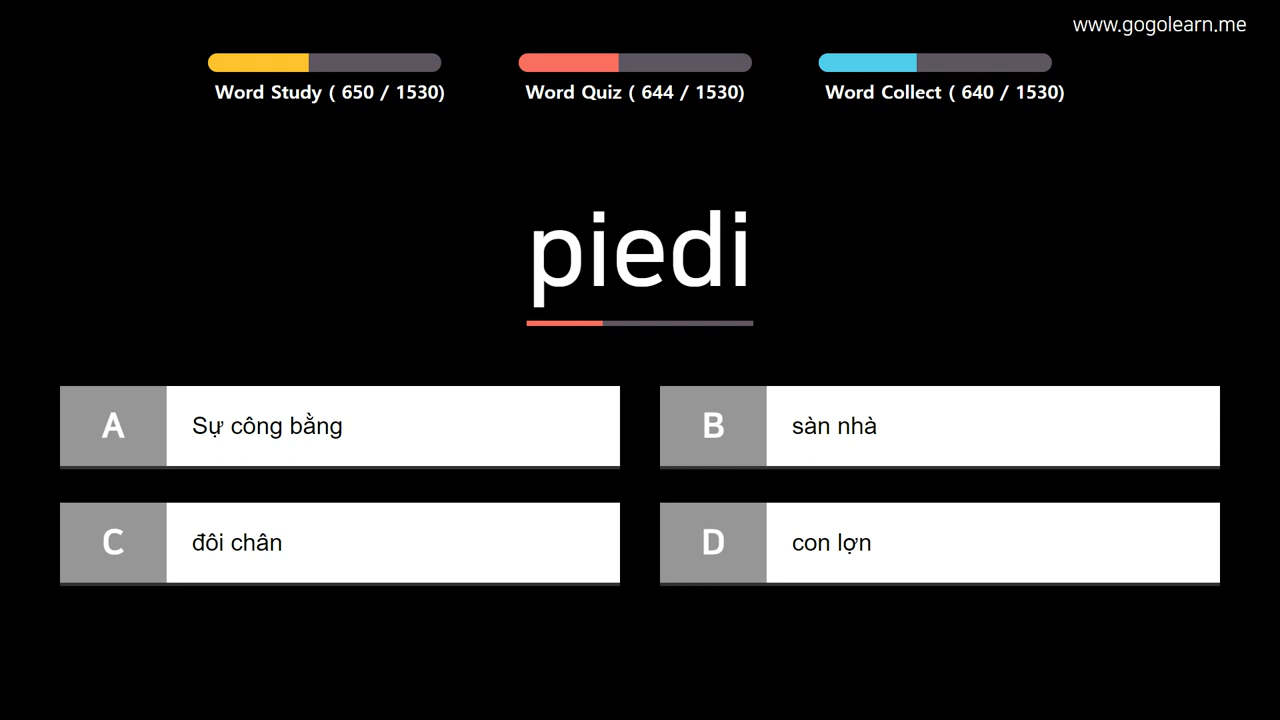 www.gogolearn.me
Word Study ( 650 / 1530)
Word Quiz ( 644 / 1530)
Word Collect ( 640 / 1530)
piedi
A Sự công bằng
B sàn nhà
C đôi chân
D con lợn